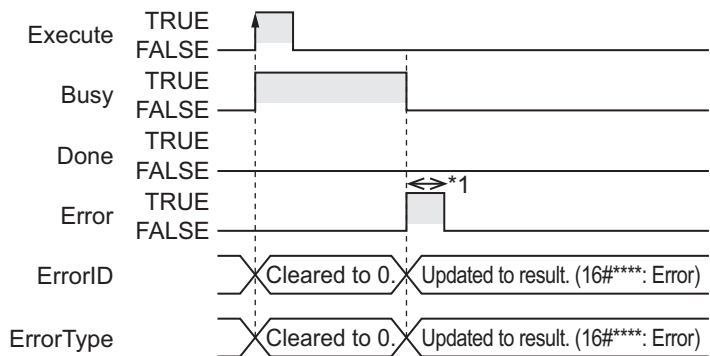 Execute TRUE
FALSE
Busy TRUE
FALSE
Done TRUE
FALSE
Error TRUE
FALSE
*1
ErrorID Cleared to 0. Updated to result. (16#****: Error)
ErrorType Cleared to 0. Updated to result. (16#****: Error)